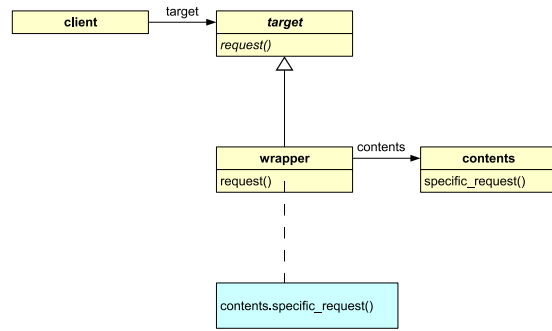 client
target
target
request()
wrapper
request()
contents
contents
specific_request()
contents.specific_request()